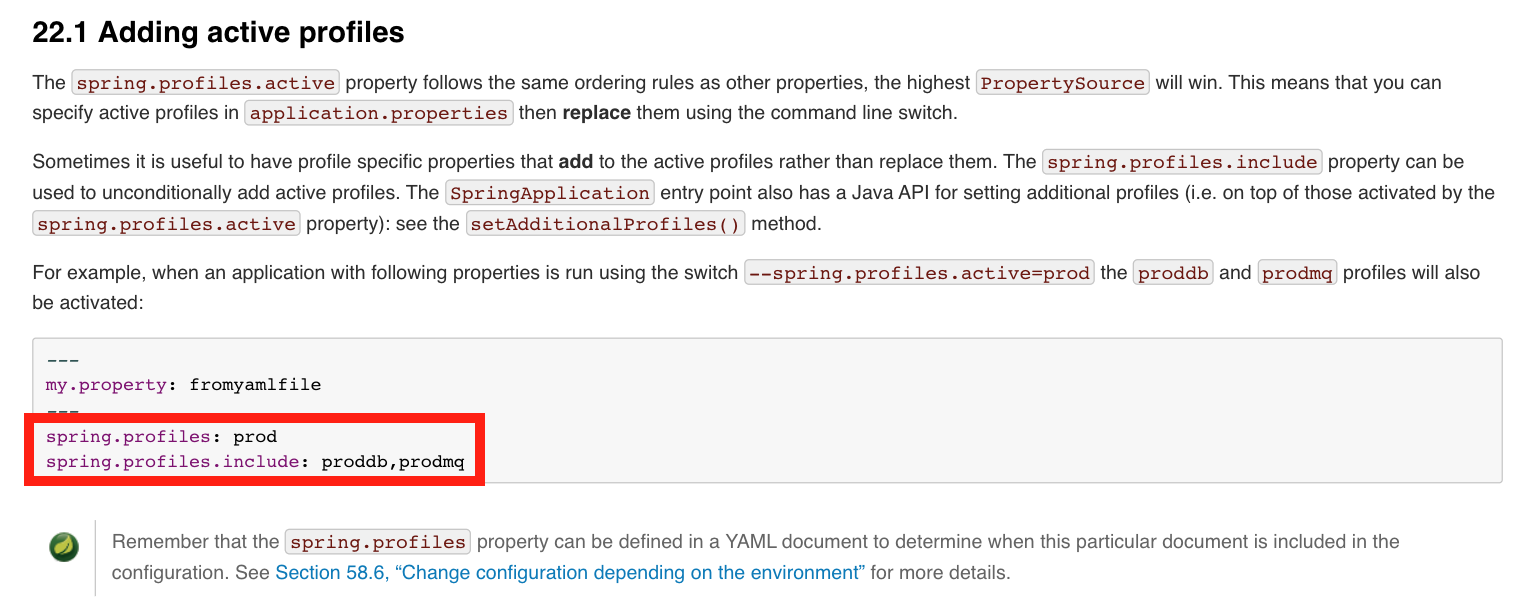 22.1 Adding active profiles
The spring.profiles.active property follows the same ordering rules as other properties, the highest PropertySource will win. This means that you can
specify active profiles in application.properties then replace them using the command line switch.
Sometimes it is useful to have profile specific properties that add to the active profiles rather than replace them. The spring.profiles.include property can be
used to unconditionally add active profiles. The SpringApplication entry point also has a Java API for setting additional profiles (i.e. on top of those activated by the
spring.profiles.active property): see the setAdditionalProfiles() method.
For example, when an application with following properties is run using the switch --spring.profiles.active=prod the proddb and prodmq profiles will also
be activated:
---
my.property: fromyamlfile
---
spring.profiles: prod
spring.profiles.include: proddb,prodmq
Remember that the spring.profiles property can be defined in a YAML document to determine when this particular document is included in the
configuration. See Section 58.6, “Change configuration depending on the environment” for more details.